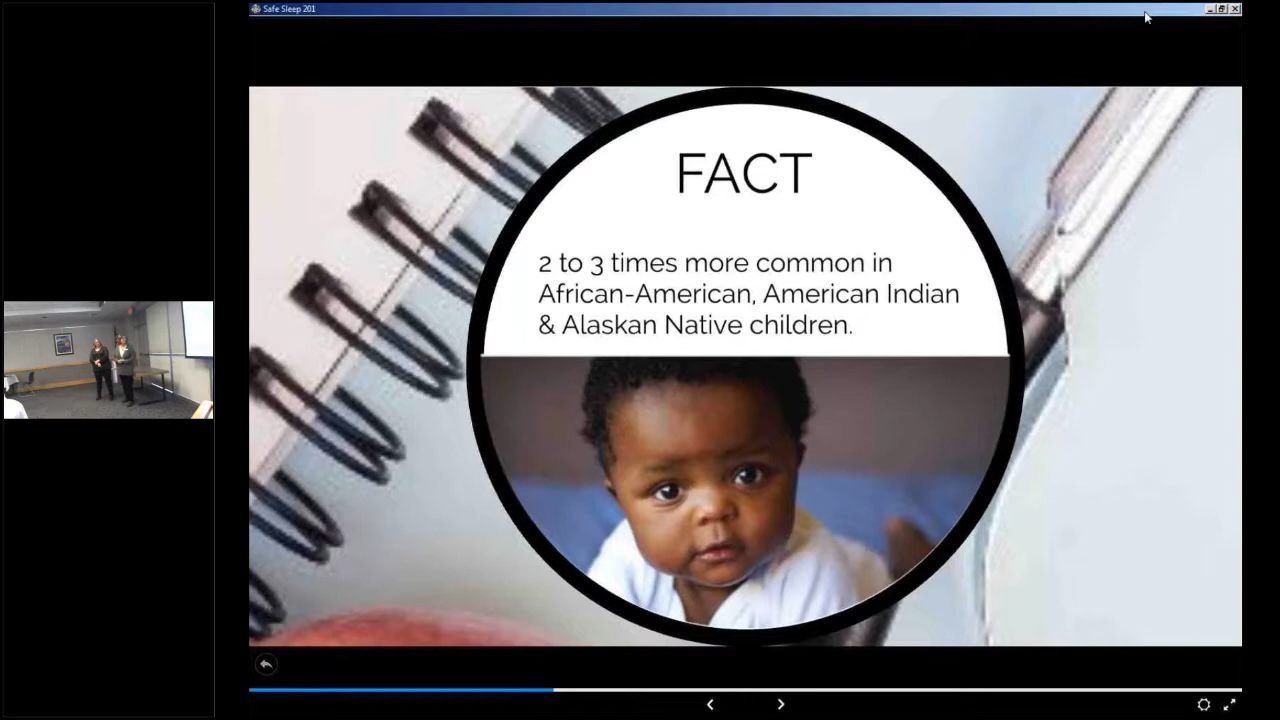 Safe Sleep 201
FACT
2 to 3 times more common in
African-American, American Indian
& Alaskan Native children.